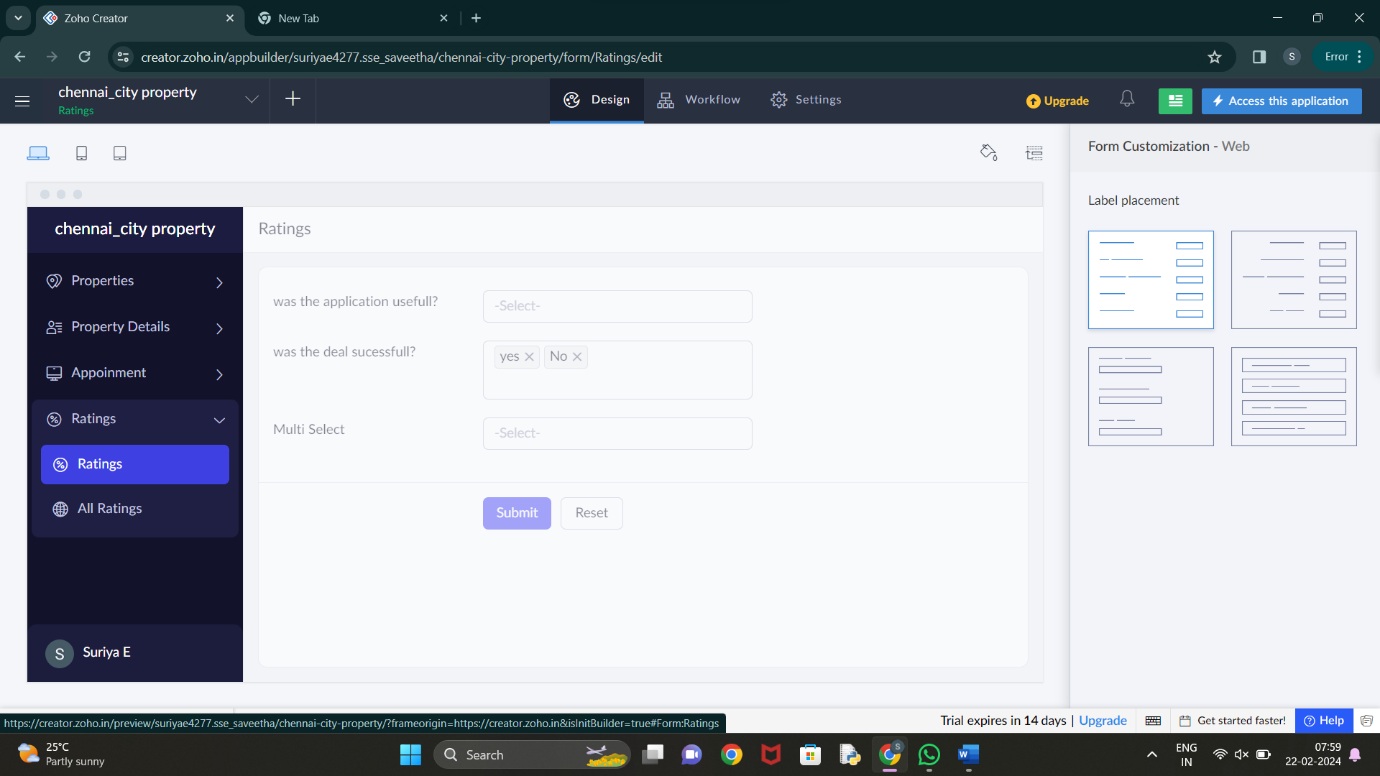 Zoho Creator
New Tab
creator.zoho.in/appbuilder/suriyae4277.sse_saveetha/chennai-city-property/form/Ratings/edit
S
Error
chennai_city property
Ratings
Design
Workflow
Settings
Upgrade
Access this application
Form Customization - Web
Label placement
chennai_city property
Ratings
Properties
Property Details
Appoinment
Ratings
Ratings
All Ratings
S
Suriya E
was the application usefull?
-Select-
was the deal sucessfull?
yes
No
Multi Select
-Select-
Submit
Reset
https://creator.zoho.in/preview/suriyae4277.sse_saveetha/chennai-city-property/?frameorigin=https://creator.zoho.in&isInitBuilder=true#Form:Ratings
Trial expires in 14 days | Upgrade
Get started faster!
Help
25°C
Partly sunny
Search
S
W
ENG
IN
07:59
22-02-2024